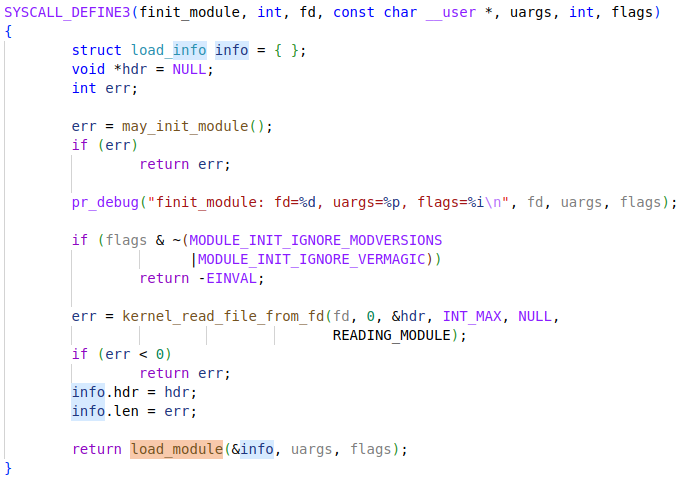 SYSCALL_DEFINE3(finit_module, int, fd, const char __user *, uargs, int, flags)
{
        struct load_info info = { };
        void *hdr = NULL;
        int err;

        err = may_init_module();
        if (err)
                return err;

        pr_debug("finit_module: fd=%d, uargs=%p, flags=%i\n", fd, uargs, flags);

        if (flags & ~(MODULE_INIT_IGNORE_MODVERSIONS
                      |MODULE_INIT_IGNORE_VERMAGIC))
                return -EINVAL;

        err = kernel_read_file_from_fd(fd, 0, &hdr, INT_MAX, NULL,
                                       READING_MODULE);
        if (err < 0)
                return err;
        info.hdr = hdr;
        info.len = err;

        return load_module(&info, uargs, flags);
}